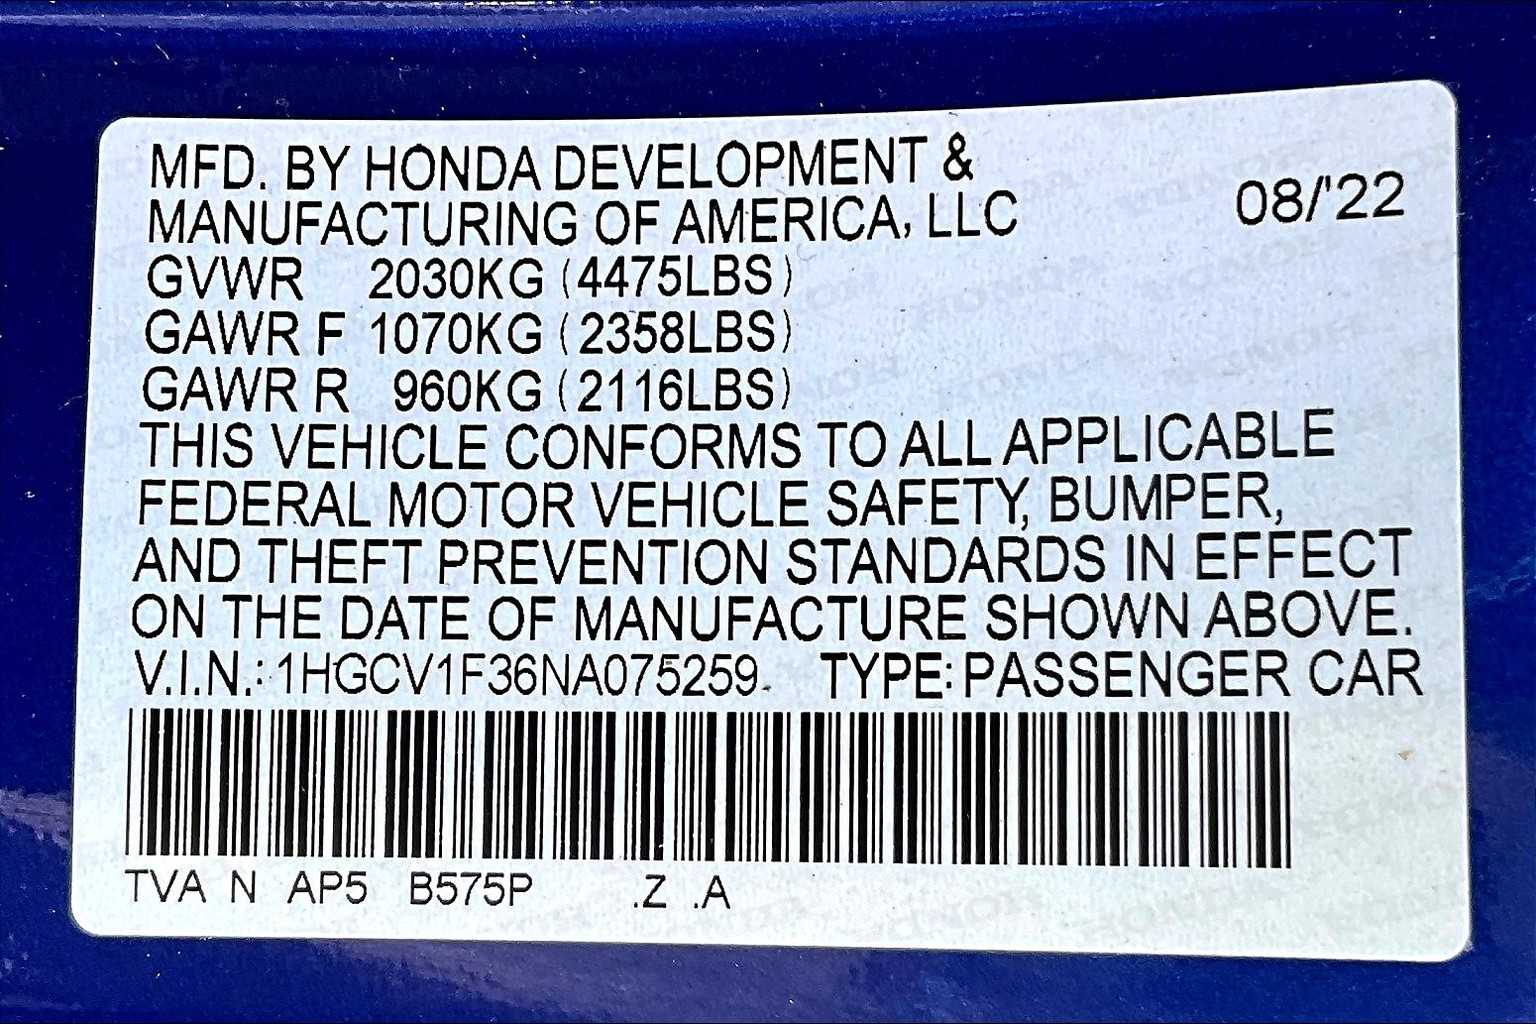 MFD. BY HONDA DEVELOPMENT &
MANUFACTURING OF AMERICA, LLC 08/'22
GVWR 2030KG (4475LBS)
GAWR F 1070KG (2358LBS)
GAWR R 960KG (2116LBS)
THIS VEHICLE CONFORMS TO ALL APPLICABLE
FEDERAL MOTOR VEHICLE SAFETY, BUMPER,
AND THEFT PREVENTION STANDARDS IN EFFECT
ON THE DATE OF MANUFACTURE SHOWN ABOVE.
V.I.N.: 1HGCV1F36NA075259. TYPE: PASSENGER CAR
TVA N AP5 B575P .Z .A